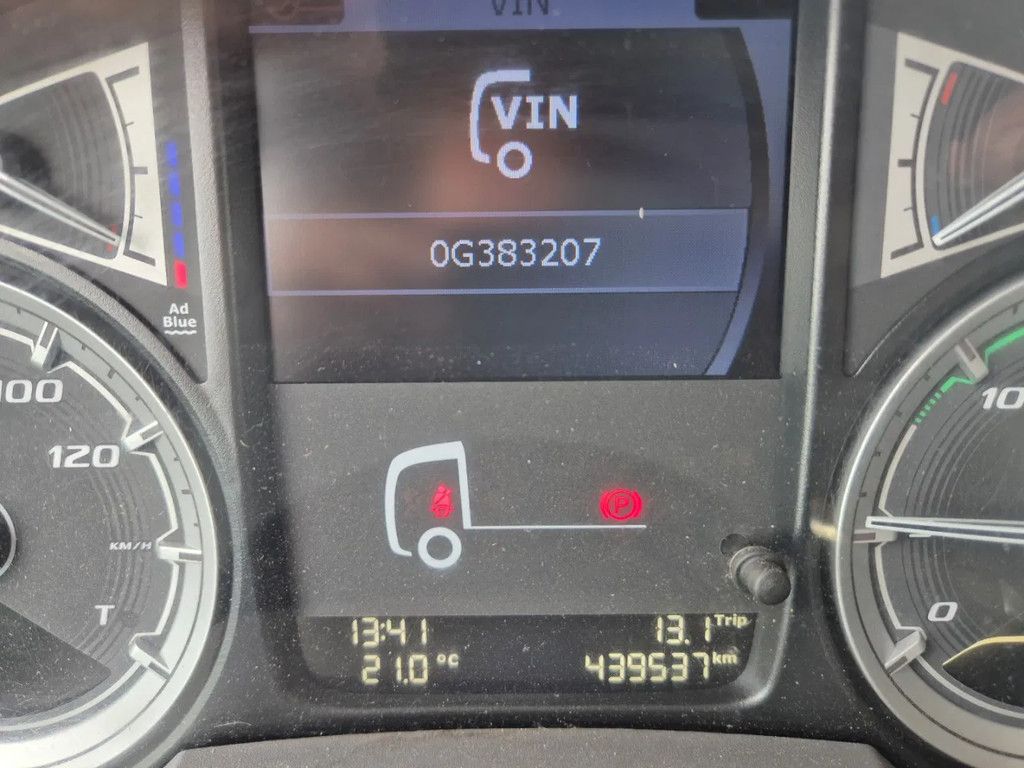 VIN
VIN
0G383207
Ad
Blue
100
120
KM/H
T
10
0
P
13:41
13.1 Trip
21.0 °C
439537 km